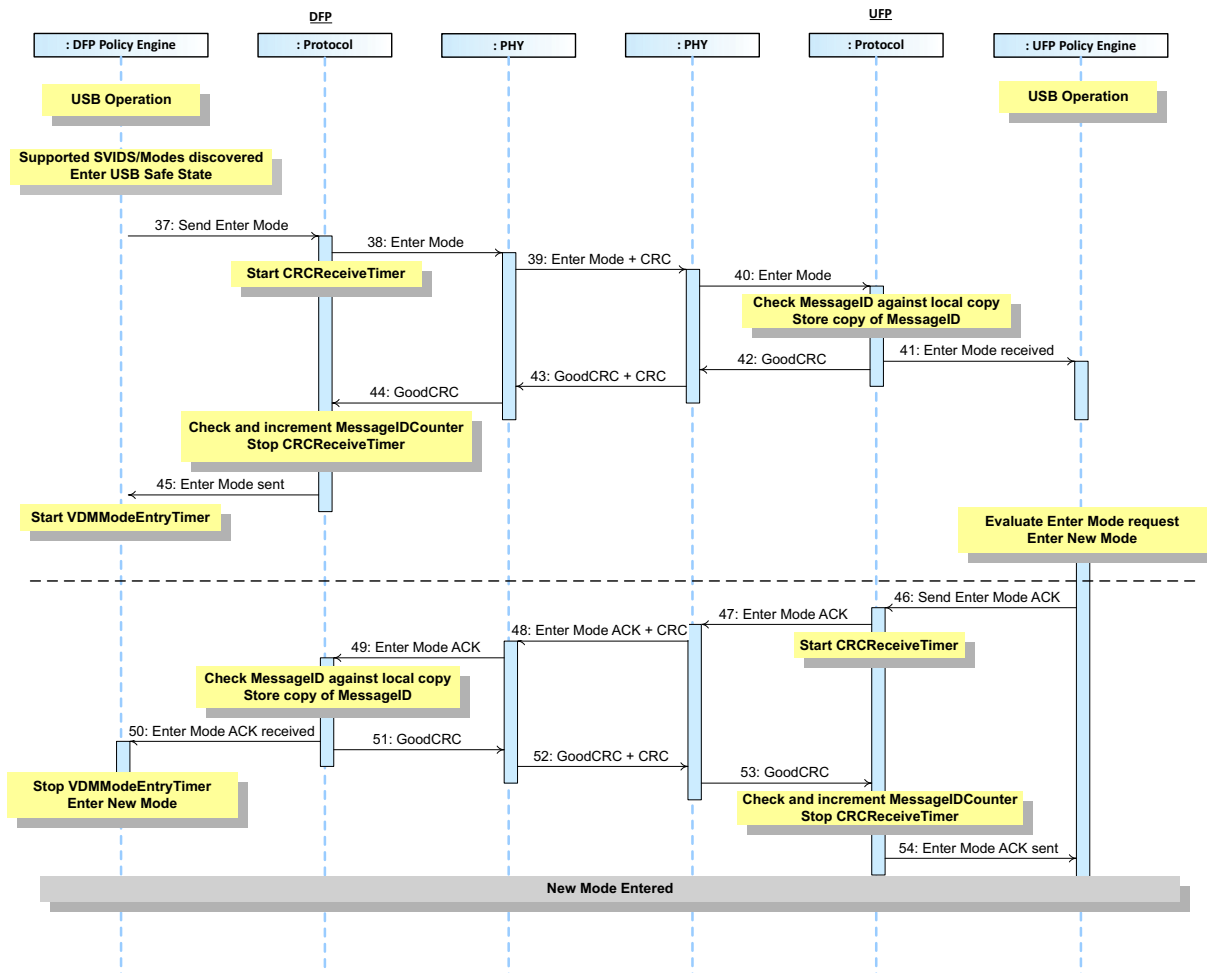 DFP
UFP
: DFP Policy Engine
: Protocol
: PHY
: PHY
: Protocol
: UFP Policy Engine
USB Operation
USB Operation
Supported SVIDS/Modes discovered
Enter USB Safe State
37: Send Enter Mode
38: Enter Mode
Start CRCReceiveTimer
39: Enter Mode + CRC
40: Enter Mode
Check MessageID against local copy
Store copy of MessageID
41: Enter Mode received
42: GoodCRC
43: GoodCRC + CRC
44: GoodCRC
Check and increment MessageIDCounter
Stop CRCReceiveTimer
45: Enter Mode sent
Start VDMModeEntryTimer
Evaluate Enter Mode request
Enter New Mode
46: Send Enter Mode ACK
47: Enter Mode ACK
Start CRCReceiveTimer
48: Enter Mode ACK + CRC
49: Enter Mode ACK
Check MessageID against local copy
Store copy of MessageID
50: Enter Mode ACK received
51: GoodCRC
52: GoodCRC + CRC
53: GoodCRC
Stop VDMModeEntryTimer
Enter New Mode
Check and increment MessageIDCounter
Stop CRCReceiveTimer
54: Enter Mode ACK sent
New Mode Entered